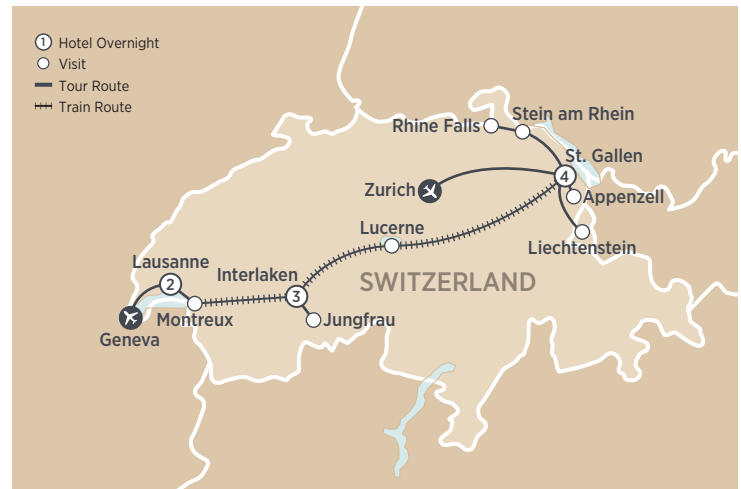 1 Hotel Overnight
Visit
Tour Route
Train Route
Rhine Falls
Stein am Rhein
St. Gallen
4
Zurich
Appenzell
Lucerne
Liechtenstein
Lausanne
2
Interlaken
3
SWITZERLAND
Montreux
Jungfrau
Geneva